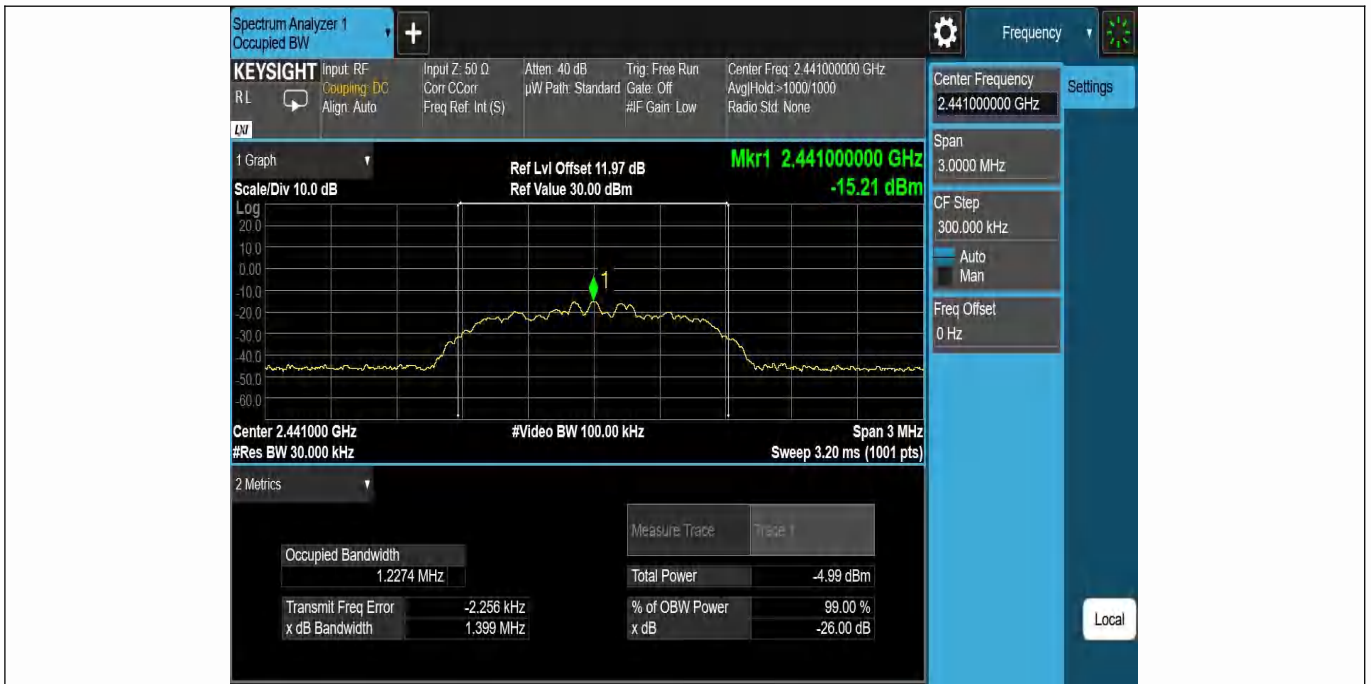 Spectrum Analyzer 1
Occupied BW
+
Frequency
KEYSIGHT
RL
LXI
Input: RF
Coupling: DC
Align: Auto
Input Z: 50 Ω
Corr CCorr
Freq Ref: Int (S)
Atten: 40 dB
µW Path: Standard
Trig: Free Run
Gate: Off
#IF Gain: Low
Center Freq: 2.441000000 GHz
Avg|Hold:>1000/1000
Radio Std: None
Center Frequency
2.441000000 GHz
Settings
Span
3.0000 MHz
CF Step
300.000 kHz
Auto
Man
Freq Offset
0 Hz
Local
1 Graph
Scale/Div 10.0 dB
Ref Lvl Offset 11.97 dB
Ref Value 30.00 dBm
Mkr1 2.441000000 GHz
-15.21 dBm
Log
20.0
10.0
0.00
-10.0
-20.0
-30.0
-40.0
-50.0
-60.0
1
Center 2.441000 GHz
#Res BW 30.000 kHz
#Video BW 100.00 kHz
Span 3 MHz
Sweep 3.20 ms (1001 pts)
2 Metrics
Measure Trace Trace 1
Occupied Bandwidth
1.2274 MHz
Total Power -4.99 dBm
Transmit Freq Error -2.256 kHz
x dB Bandwidth 1.399 MHz
% of OBW Power 99.00 %
x dB -26.00 dB